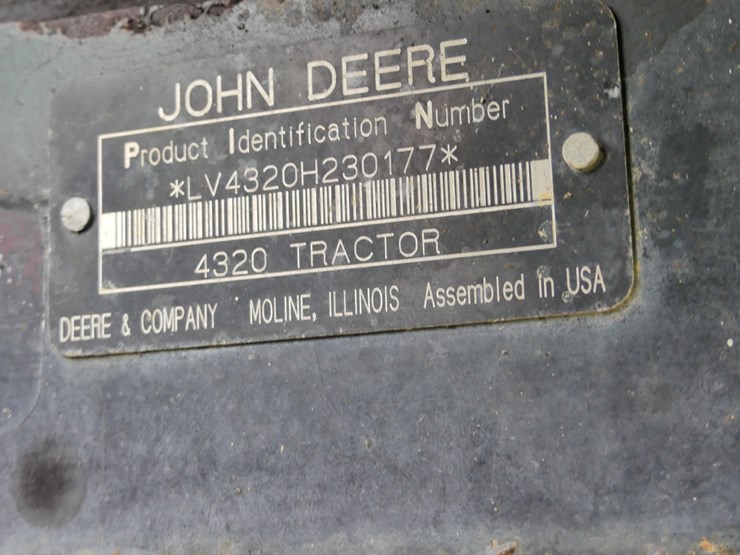 JOHN DEERE
Product Identification Number
*LV4320H230177*
4320 TRACTOR
DEERE & COMPANY MOLINE, ILLINOIS Assembled in USA